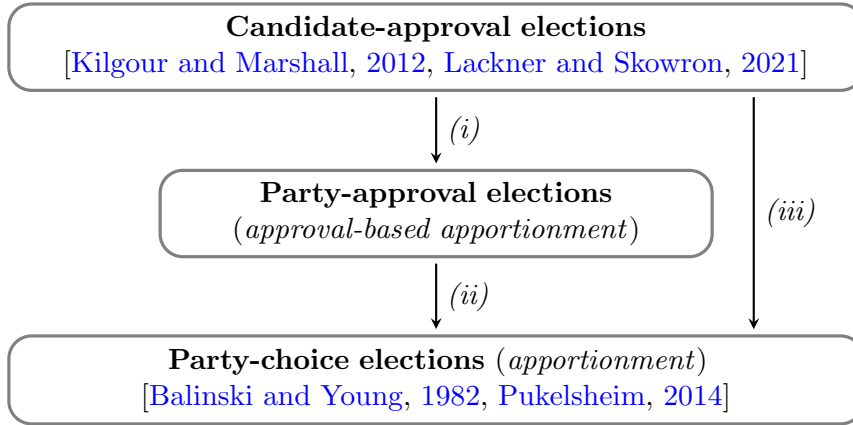 Candidate-approval elections
[Kilgour and Marshall, 2012, Lackner and Skowron, 2021]
(i)
Party-approval elections
(approval-based apportionment)
(iii)
(ii)
Party-choice elections (apportionment)
[Balinski and Young, 1982, Pukelsheim, 2014]